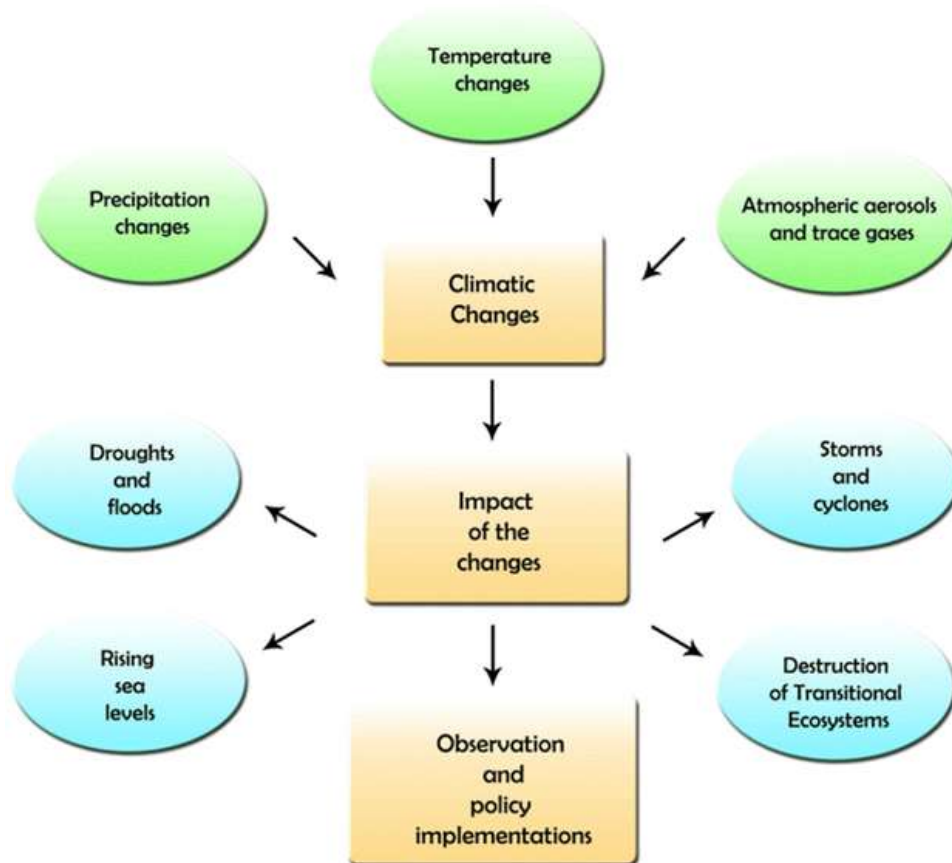 Temperature
changes
Precipitation
changes
Atmospheric aerosols
and trace gases
Climatic
Changes
Droughts
and
floods
Impact
of the
changes
Storms
and
cyclones
Rising
sea
levels
Destruction
of Transitional
Ecosystems
Observation
and
policy
implementations